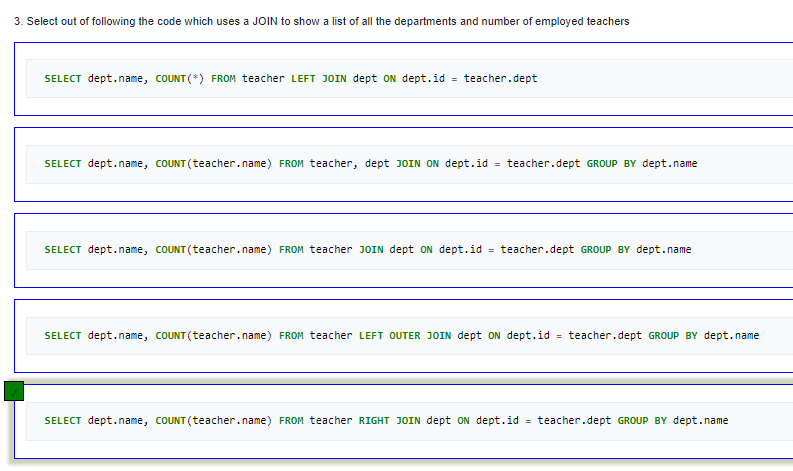 3. Select out of following the code which uses a JOIN to show a list of all the departments and number of employed teachers
SELECT dept.name, COUNT(*) FROM teacher LEFT JOIN dept ON dept.id = teacher.dept
SELECT dept.name, COUNT(teacher.name) FROM teacher, dept JOIN ON dept.id = teacher.dept GROUP BY dept.name
SELECT dept.name, COUNT(teacher.name) FROM teacher JOIN dept ON dept.id = teacher.dept GROUP BY dept.name
SELECT dept.name, COUNT(teacher.name) FROM teacher LEFT OUTER JOIN dept ON dept.id = teacher.dept GROUP BY dept.name
SELECT dept.name, COUNT(teacher.name) FROM teacher RIGHT JOIN dept ON dept.id = teacher.dept GROUP BY dept.name